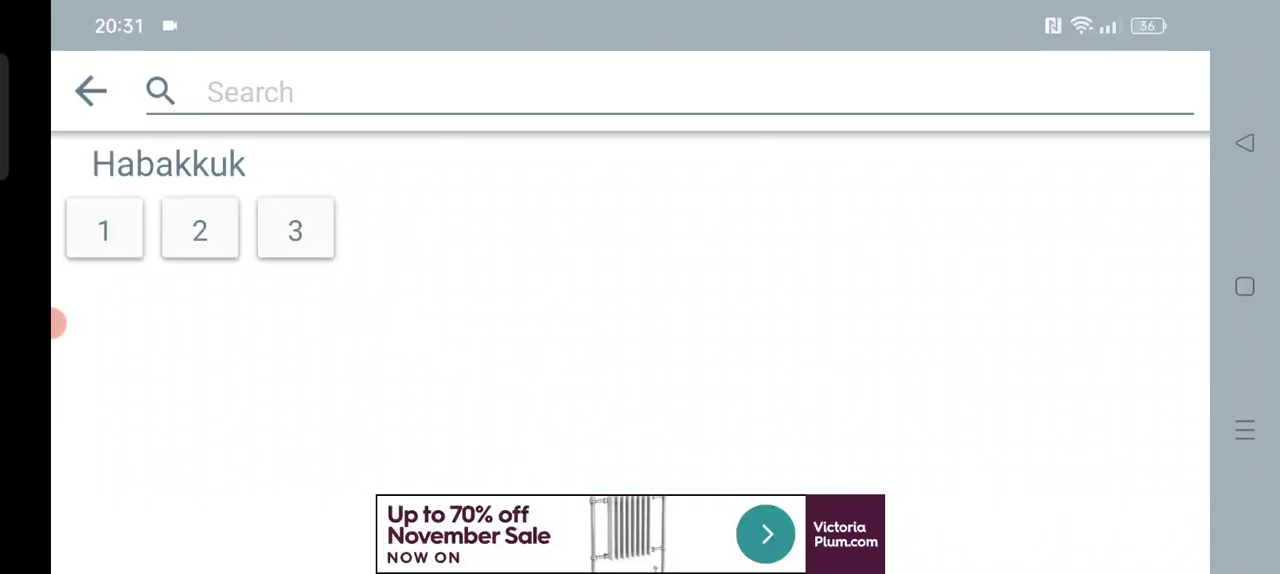 20:31
36
Search
Habakkuk
1 2 3
Up to 70% off
November Sale
NOW ON
Victoria
Plum.com